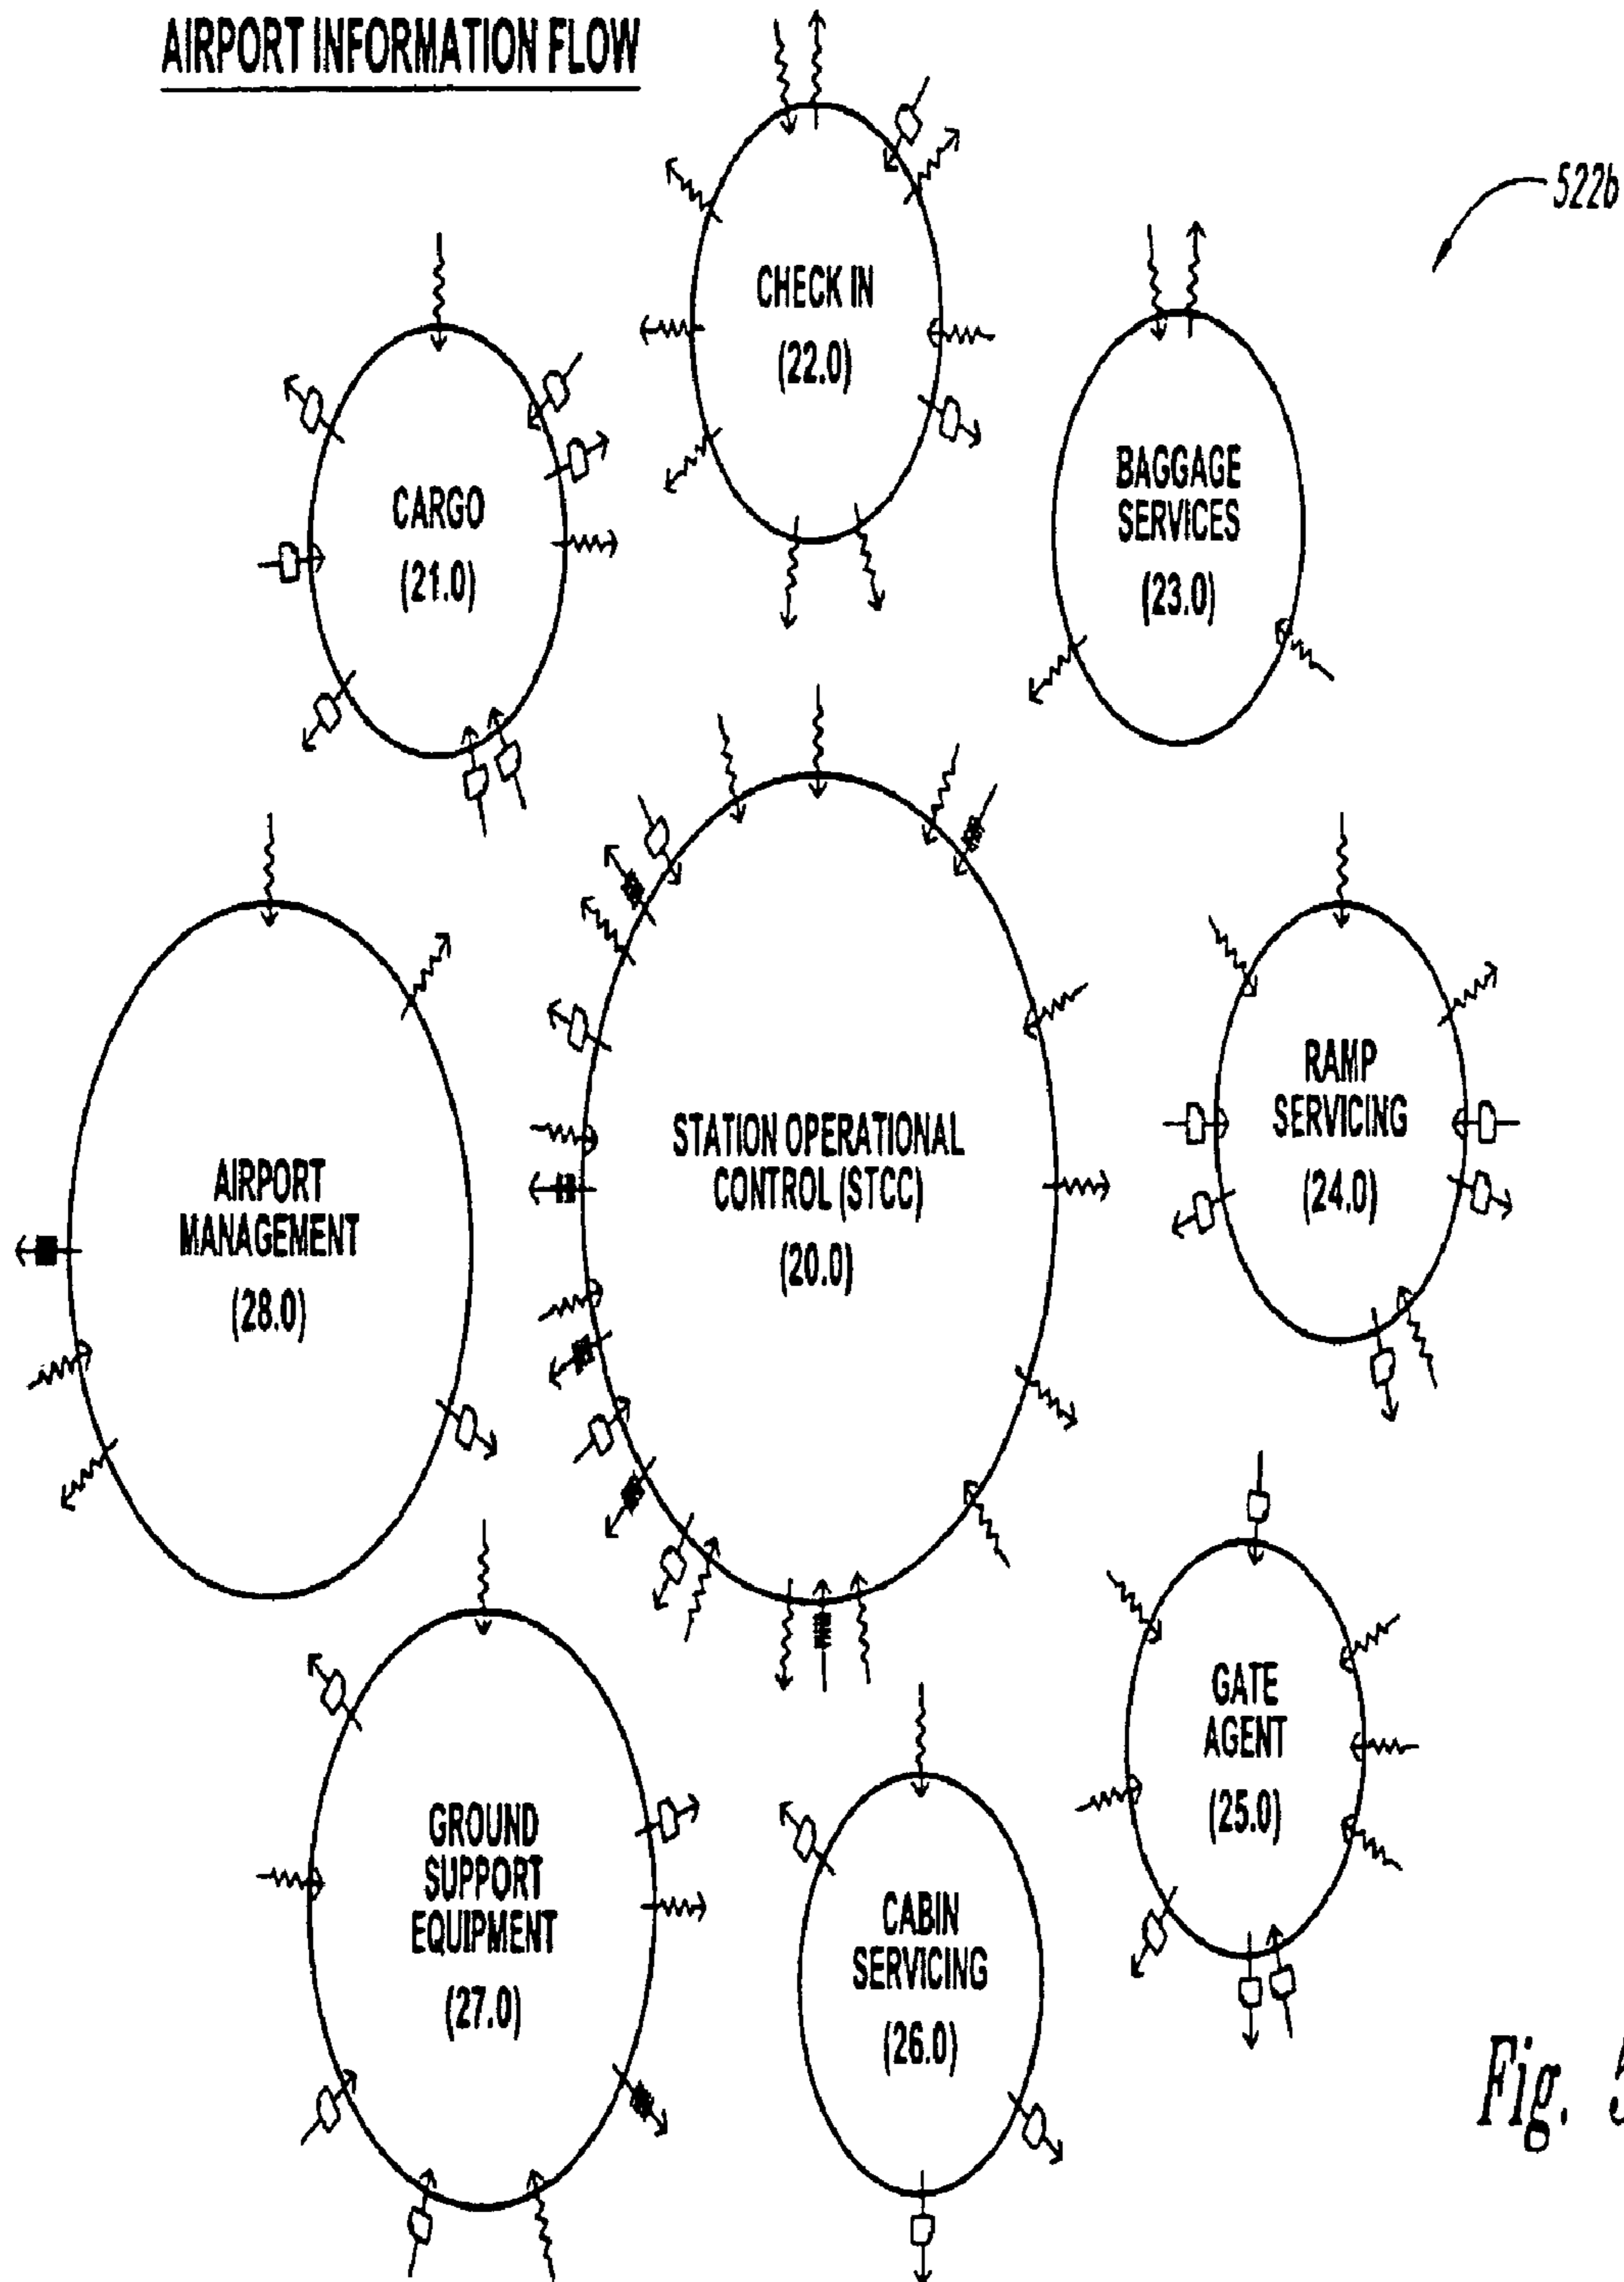 AIRPORT INFORMATION FLOW
522b
CHECK IN
(22.0)
CARGO
(21.0)
BAGGAGE
SERVICES
(23.0)
STATION OPERATIONAL
CONTROL (STCC)
(20.0)
RAMP
SERVICING
(24.0)
AIRPORT
MANAGEMENT
(28.0)
GATE
AGENT
(25.0)
GROUND
SUPPORT
EQUIPMENT
(27.0)
CABIN
SERVICING
(26.0)
Fig.